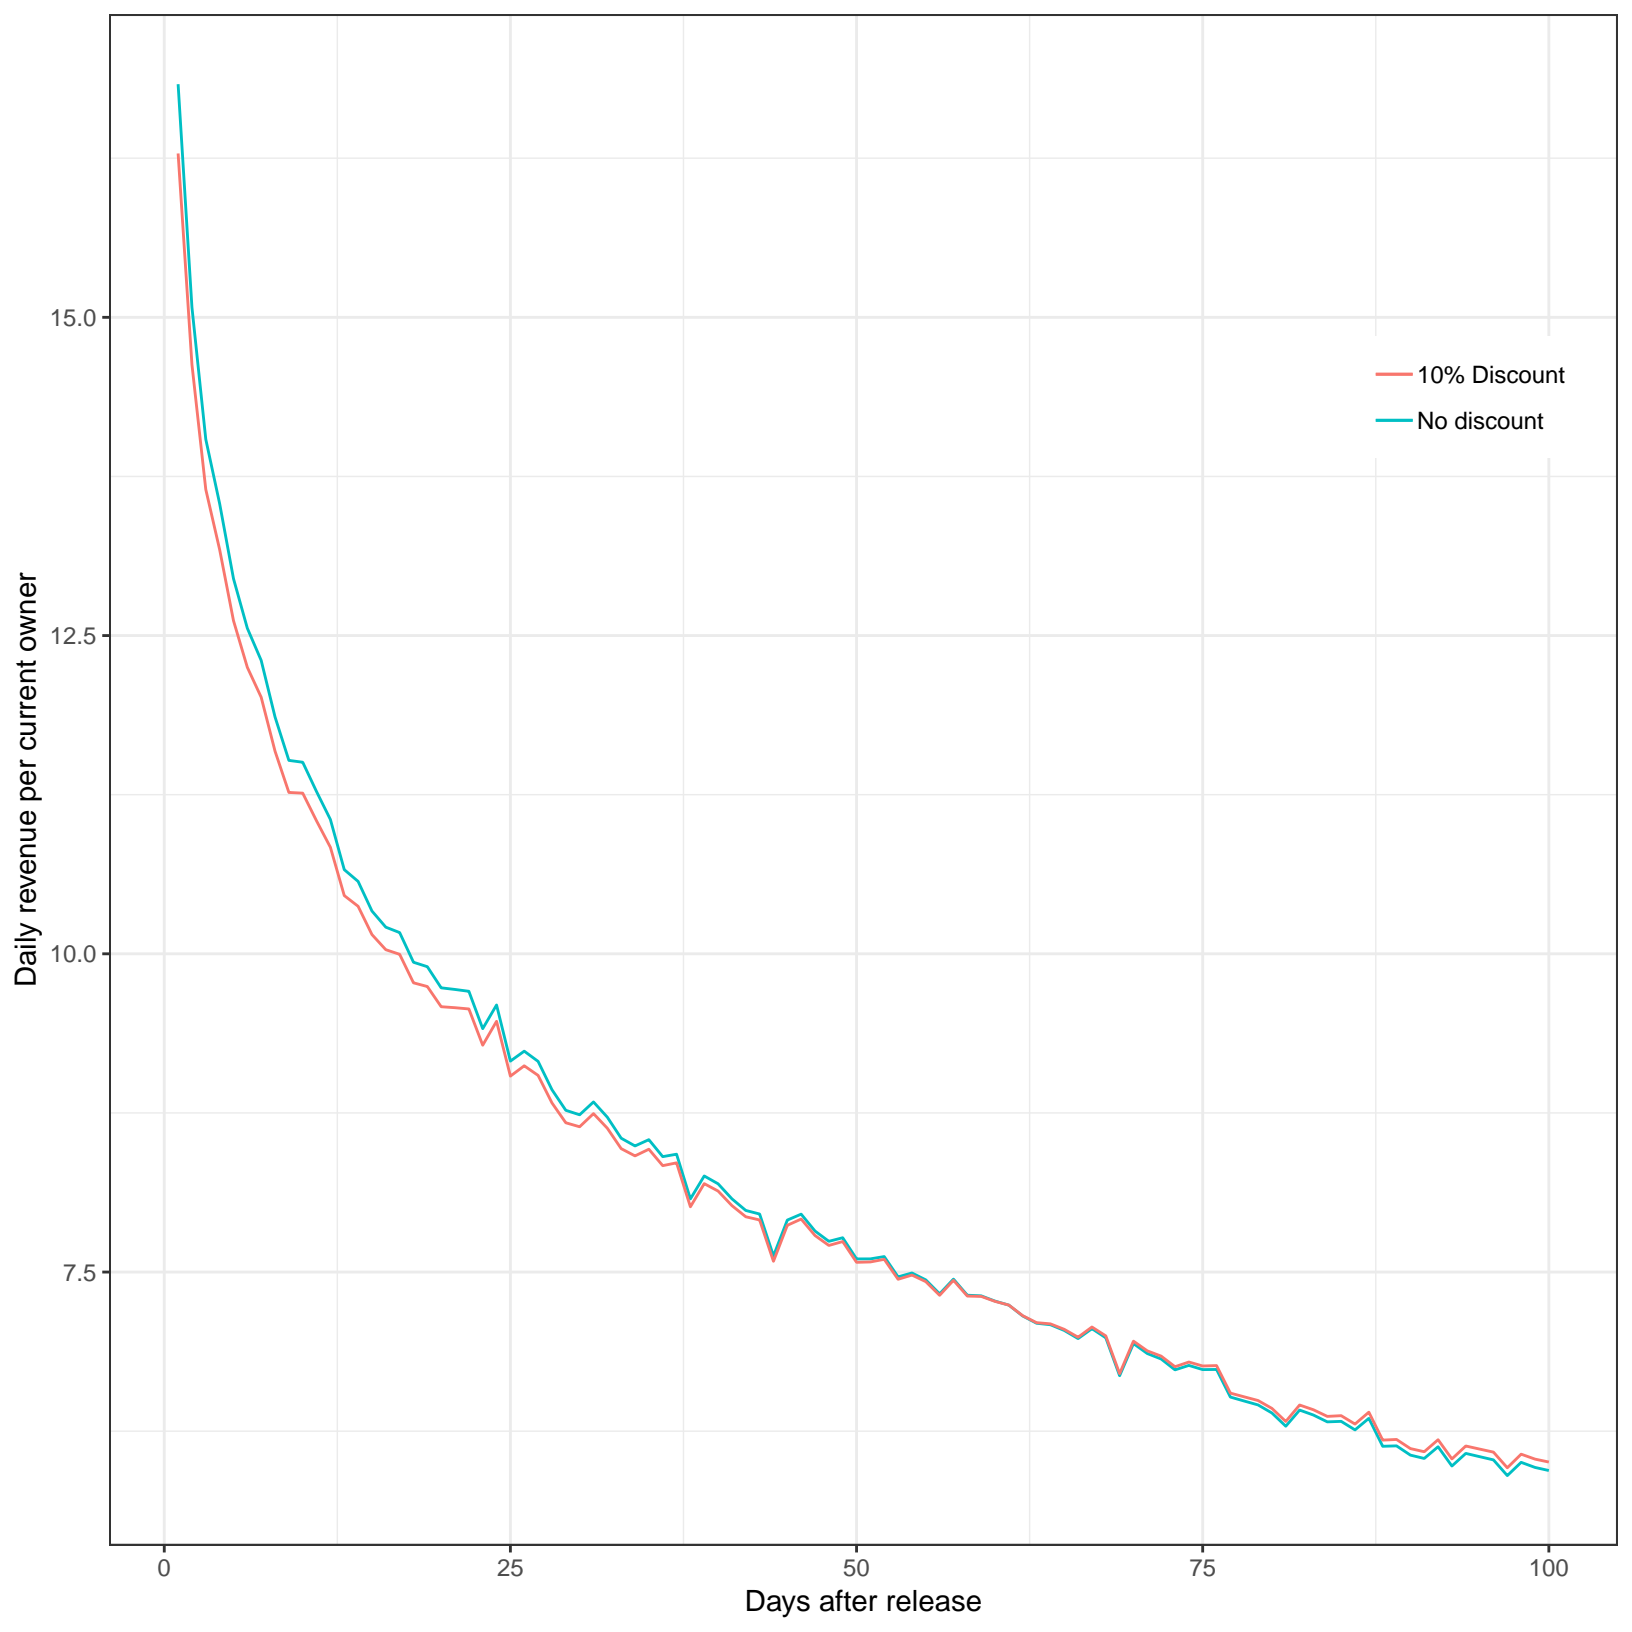 Daily revenue per current owner
15.0
12.5
10.0
7.5
10% Discount
No discount
0 25 50 75 100
Days after release